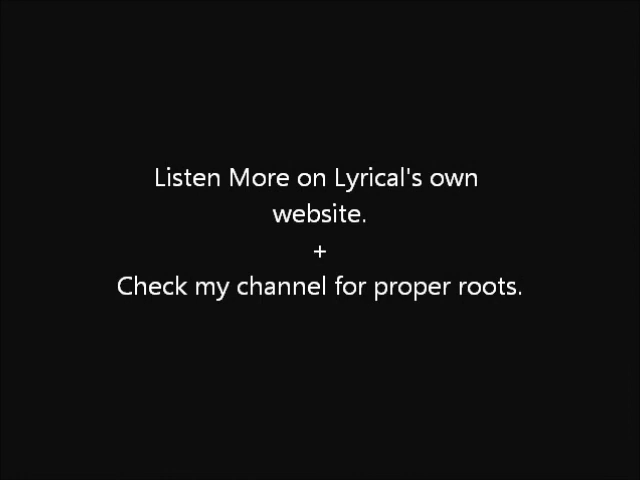 Listen More on Lyrical's own
website.
+
Check my channel for proper roots.